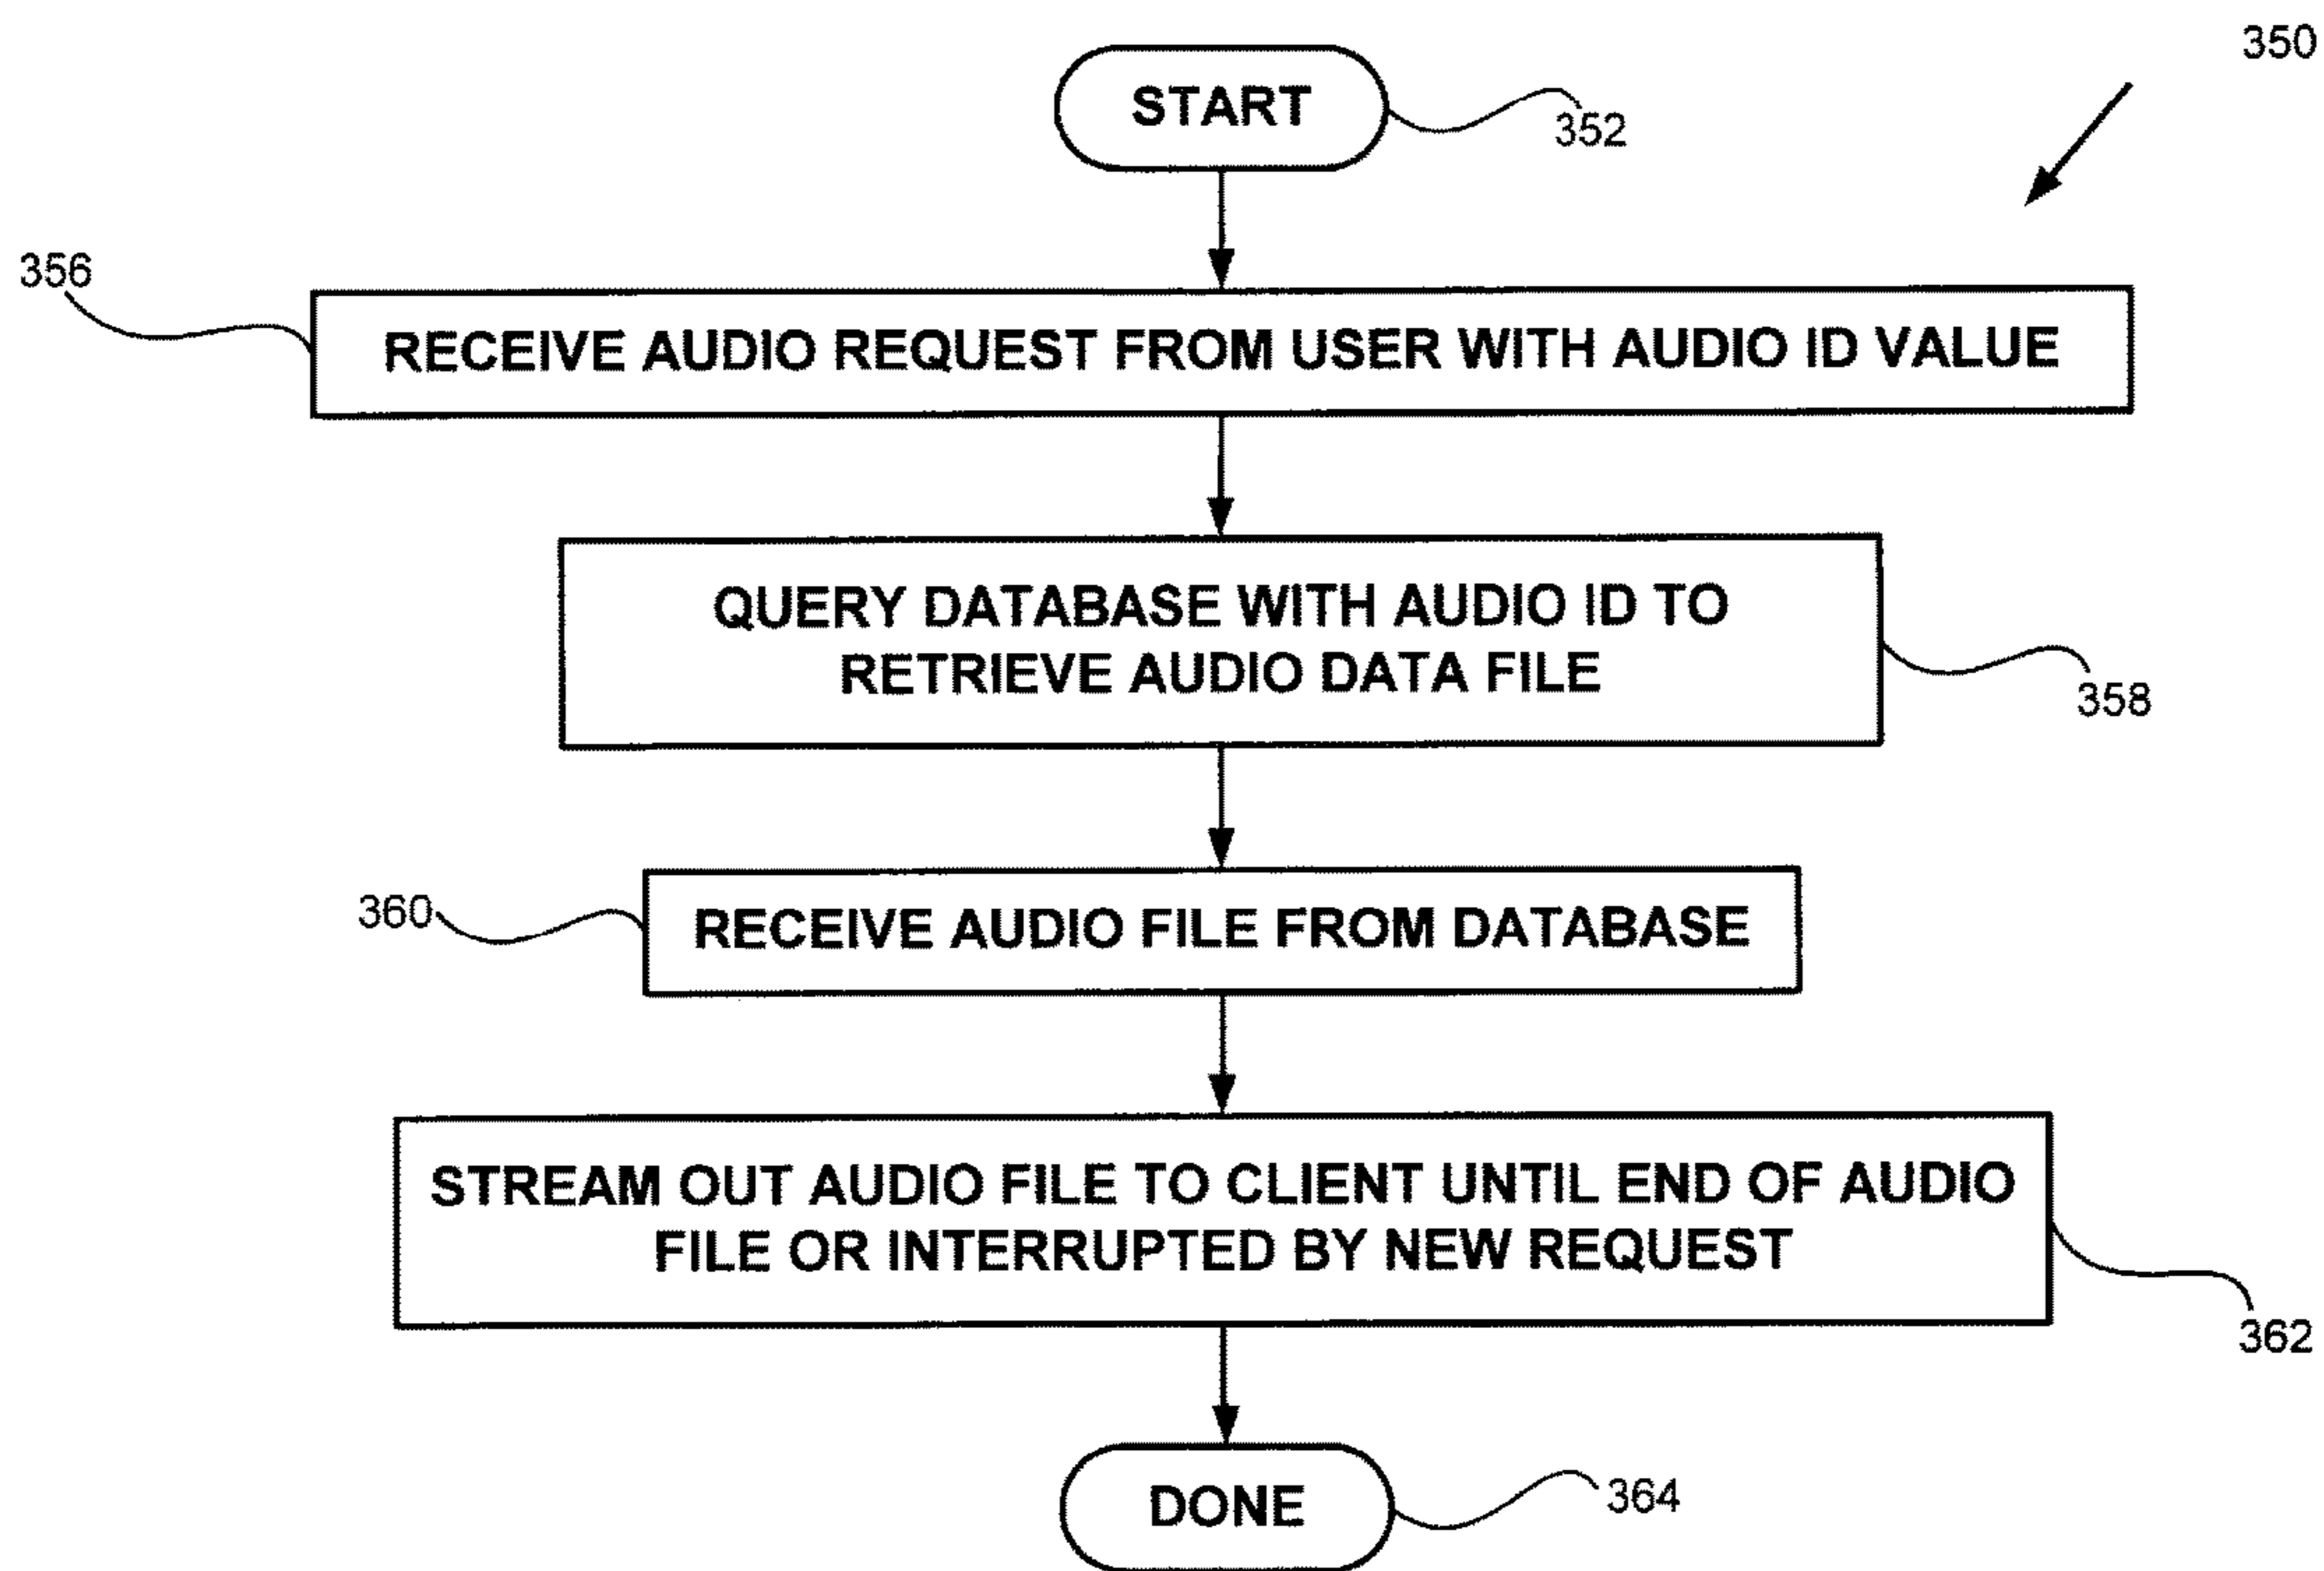 350
START
352
356
RECEIVE AUDIO REQUEST FROM USER WITH AUDIO ID VALUE
QUERY DATABASE WITH AUDIO ID TO
RETRIEVE AUDIO DATA FILE
358
360
RECEIVE AUDIO FILE FROM DATABASE
STREAM OUT AUDIO FILE TO CLIENT UNTIL END OF AUDIO
FILE OR INTERRUPTED BY NEW REQUEST
362
DONE
364